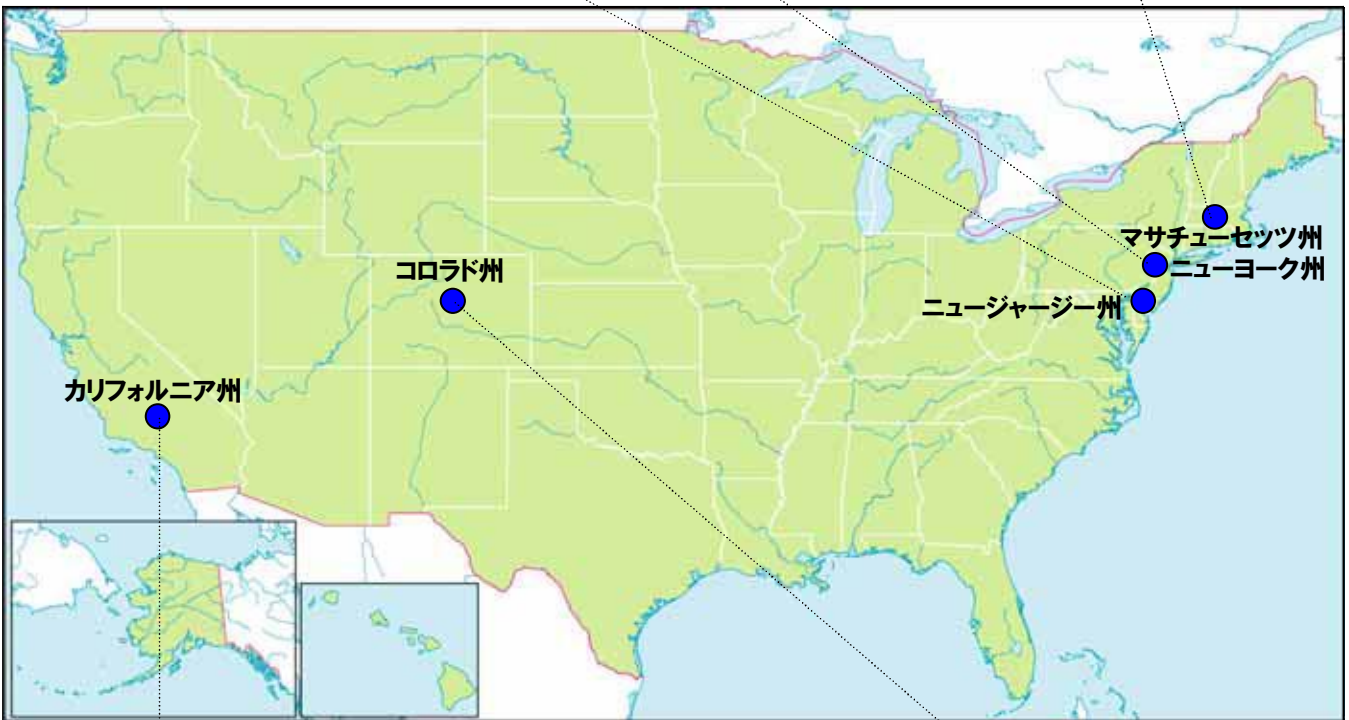 マサチューセッツ州
ニューヨーク州
コロラド州
ニュージャージー州
カリフォルニア州